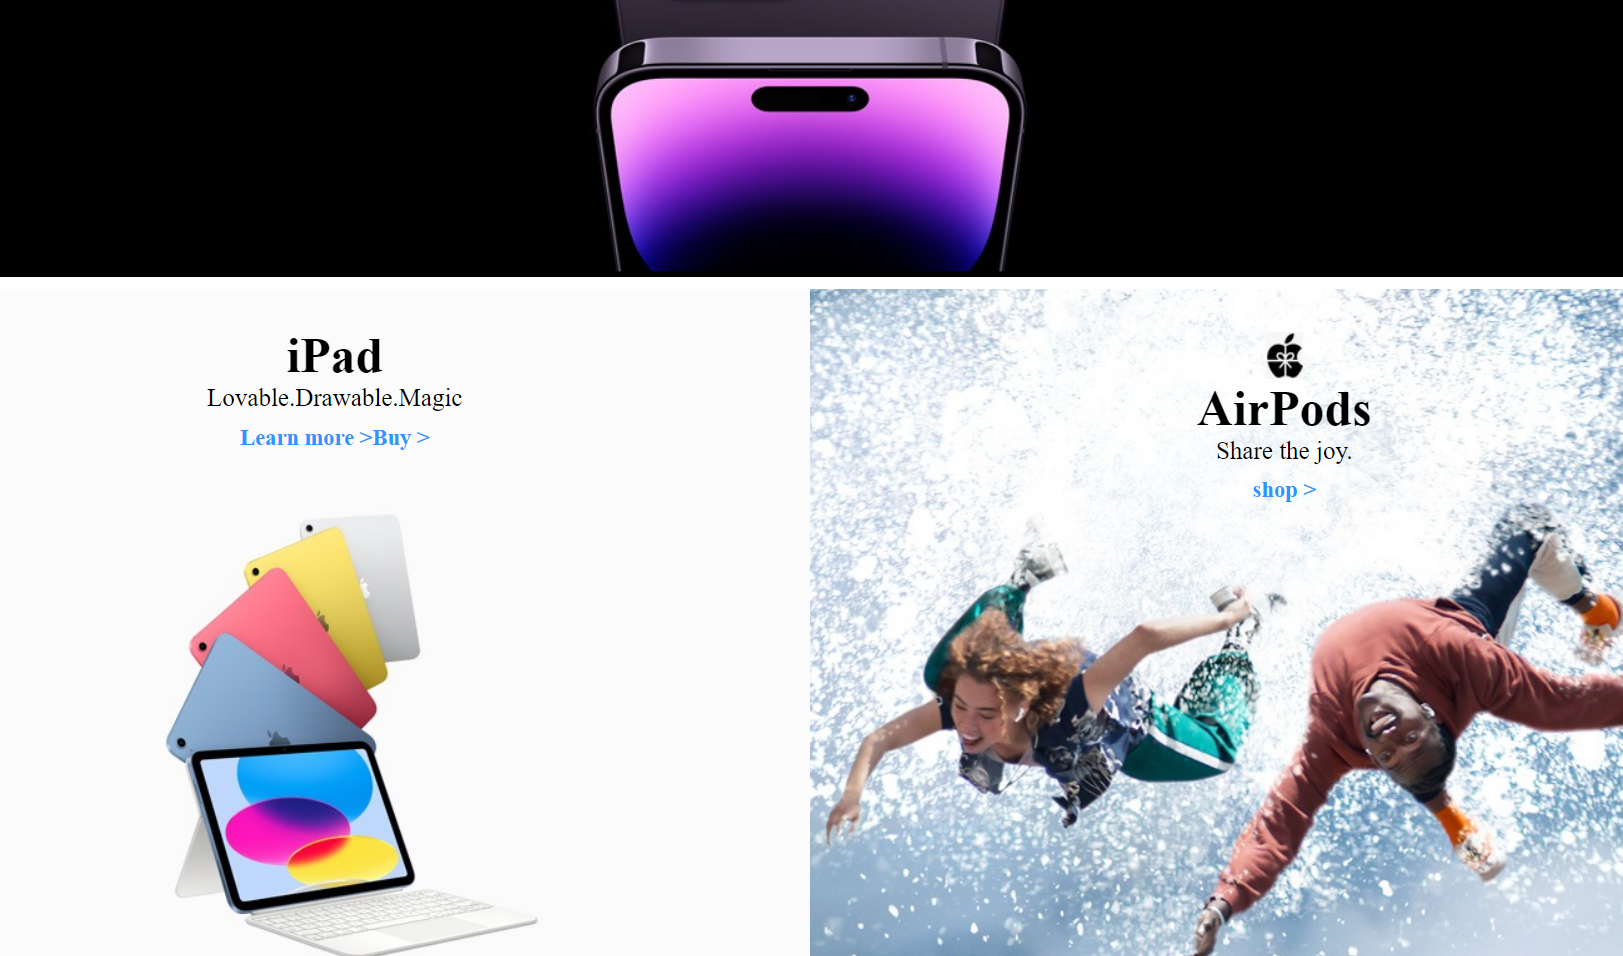 iPad
Lovable.Drawable.Magic
Learn more >Buy >
AirPods
Share the joy.
shop >